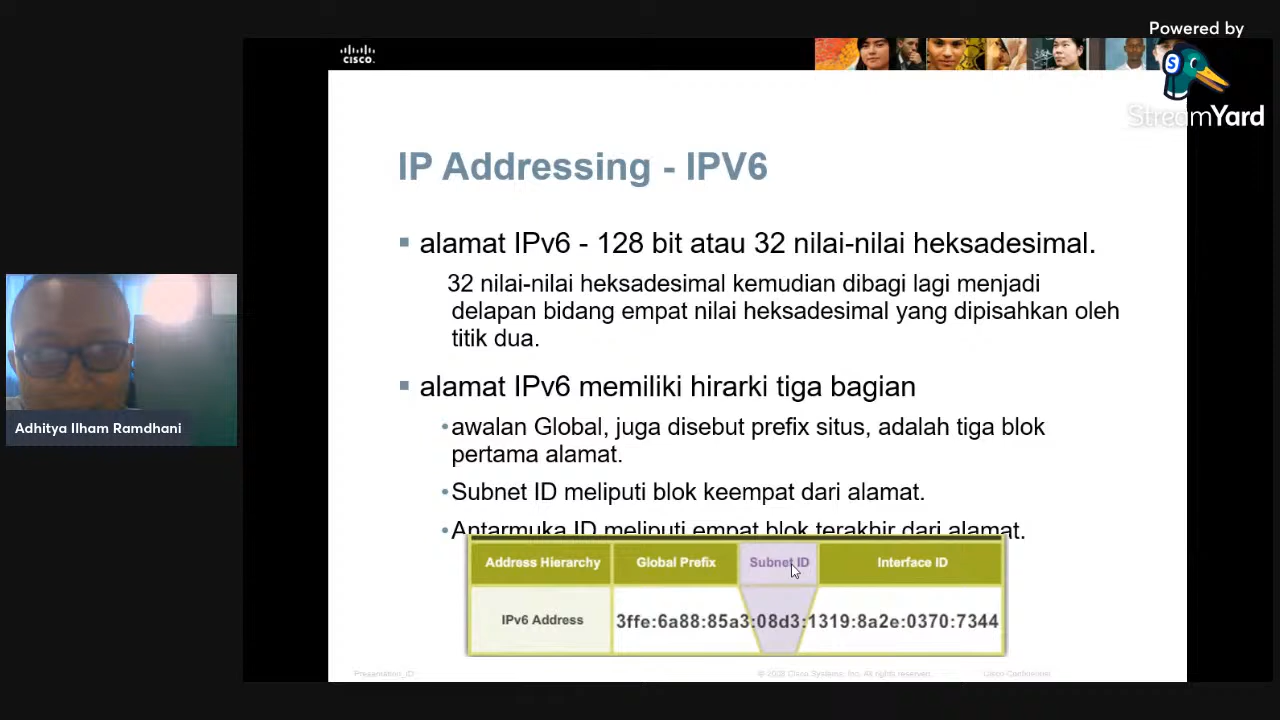 Powered by
StreamYard
CISCO.
IP Addressing - IPV6
alamat IPv6 - 128 bit atau 32 nilai-nilai heksadesimal.
32 nilai-nilai heksadesimal kemudian dibagi lagi menjadi
delapan bidang empat nilai heksadesimal yang dipisahkan oleh
titik dua.
alamat IPv6 memiliki hirarki tiga bagian
•awalan Global, juga disebut prefix situs, adalah tiga blok
pertama alamat.
•Subnet ID meliputi blok keempat dari alamat.
•Antarmuka ID meliputi empat blok terakhir dari alamat.
Address Hierarchy Global Prefix Subnet ID Interface ID
IPv6 Address 3ffe:6a88:85a3:08d3:1319:8a2e:0370:7344
Presentation_ID © 2008 Cisco Systems, Inc. All rights reserved. Cisco Confidential
Adhitya Ilham Ramdhani